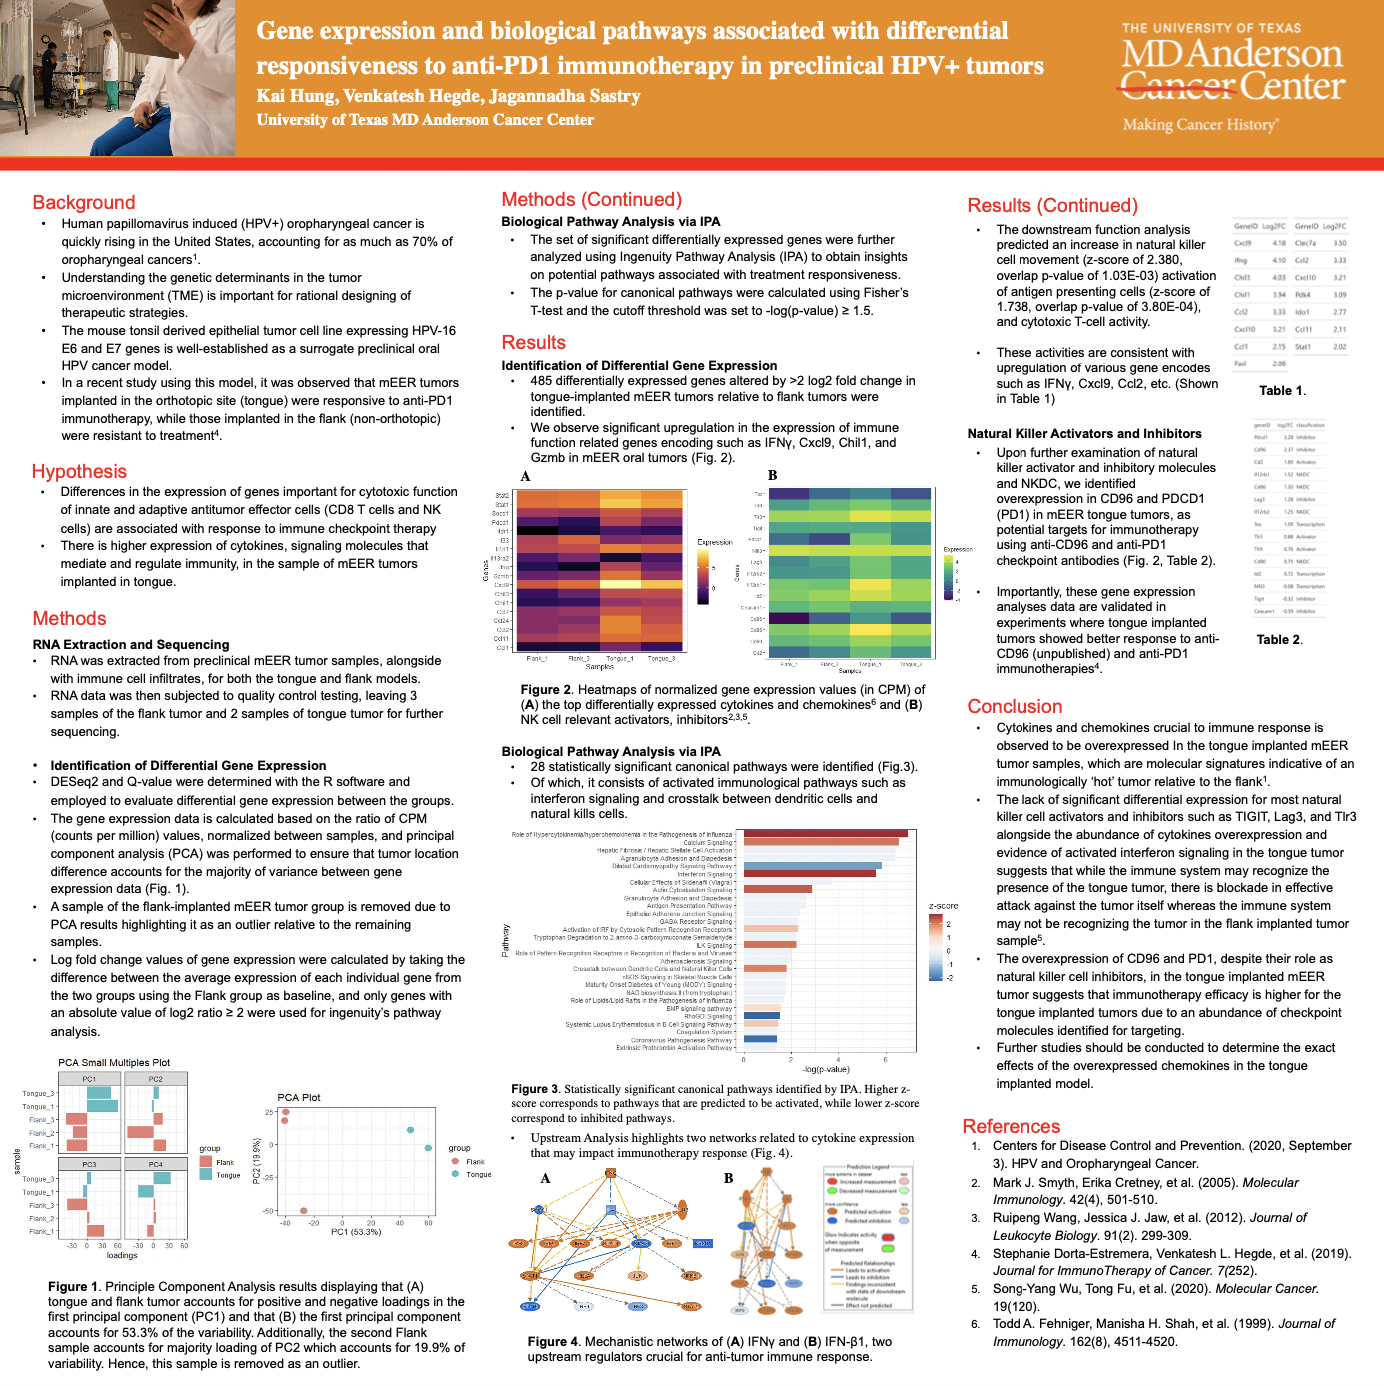 Gene expression and biological pathways associated with differential
responsiveness to anti-PD1 immunotherapy in preclinical HPV+ tumors
Kai Hung, Venkatesh Hegde, Jagannadha Sastry
University of Texas MD Anderson Cancer Center
THE UNIVERSITY OF TEXAS
MD Anderson
Cancer Center
Making Cancer History®
Background
• Human papillomavirus induced (HPV+) oropharyngeal cancer is
quickly rising in the United States, accounting for as much as 70% of
oropharyngeal cancers1.
• Understanding the genetic determinants in the tumor
microenvironment (TME) is important for rational designing of
therapeutic strategies.
• The mouse tonsil derived epithelial tumor cell line expressing HPV-16
E6 and E7 genes is well-established as a surrogate preclinical oral
HPV cancer model.
• In a recent study using this model, it was observed that mEER tumors
implanted in the orthotopic site (tongue) were responsive to anti-PD1
immunotherapy, while those implanted in the flank (non-orthotopic)
were resistant to treatment4.
Hypothesis
• Differences in the expression of genes important for cytotoxic function
of innate and adaptive antitumor effector cells (CD8 T cells and NK
cells) are associated with response to immune checkpoint therapy
• There is higher expression of cytokines, signaling molecules that
mediate and regulate immunity, in the sample of mEER tumors
implanted in tongue.
Methods
RNA Extraction and Sequencing
• RNA was extracted from preclinical mEER tumor samples, alongside
with immune cell infiltrates, for both the tongue and flank models.
• RNA data was then subjected to quality control testing, leaving 3
samples of the flank tumor and 2 samples of tongue tumor for further
sequencing.
• Identification of Differential Gene Expression
• DESeq2 and Q-value were determined with the R software and
employed to evaluate differential gene expression between the groups.
• The gene expression data is calculated based on the ratio of CPM
(counts per million) values, normalized between samples, and principal
component analysis (PCA) was performed to ensure that tumor location
difference accounts for the majority of variance between gene
expression data (Fig. 1).
• A sample of the flank-implanted mEER tumor group is removed due to
PCA results highlighting it as an outlier relative to the remaining
samples.
• Log fold change values of gene expression were calculated by taking the
difference between the average expression of each individual gene from
the two groups using the Flank group as baseline, and only genes with
an absolute value of log2 ratio ≥ 2 were used for ingenuity's pathway
analysis.
PCA Small Multiples Plot
PC1 PC2
Tongue_3
Tongue_1
Flank_3
Flank_2
Flank_1
PC3 PC4
Tongue_3
Tongue_1
Flank_3
Flank_2
Flank_1
-30 0 30 60 -30 0 30 60
loadings
sample
group
Flank
Tongue
PCA Plot
25
0
-25
-50
-40 -20 0 20 40 60
PC1 (53.3%)
PC2 (19.9%)
group
Flank
Tongue
Figure 1. Principle Component Analysis results displaying that (A)
tongue and flank tumor accounts for positive and negative loadings in the
first principal component (PC1) and that (B) the first principal component
accounts for 53.3% of the variability. Additionally, the second Flank
sample accounts for majority loading of PC2 which accounts for 19.9% of
variability. Hence, this sample is removed as an outlier.
Methods (Continued)
Biological Pathway Analysis via IPA
• The set of significant differentially expressed genes were further
analyzed using Ingenuity Pathway Analysis (IPA) to obtain insights
on potential pathways associated with treatment responsiveness.
• The p-value for canonical pathways were calculated using Fisher's
T-test and the cutoff threshold was set to -log(p-value) ≥ 1.5.
Results
Identification of Differential Gene Expression
• 485 differentially expressed genes altered by >2 log2 fold change in
tongue-implanted mEER tumors relative to flank tumors were
identified.
• We observe significant upregulation in the expression of immune
function related genes encoding such as IFNγ, Cxcl9, Chil1, and
Gzmb in mEER oral tumors (Fig. 2).
A
Stat2
Stat1
Socs1
Pdcd1
Il33
Ifng
Gzmb
Cxcl9
Chil3
Chil1
Ccl7
Ccl24
Ccl2
Ccl11
Ccl1
Genes
Flank_1 Flank_3 Tongue_1 Tongue_3
Samples
Expression
5
0
B
Genes
Flank_1 Flank_3 Tongue_1 Tongue_3
Samples
Expression
Figure 2. Heatmaps of normalized gene expression values (in CPM) of
(A) the top differentially expressed cytokines and chemokines6 and (B)
NK cell relevant activators, inhibitors2,3,5.
Biological Pathway Analysis via IPA
• 28 statistically significant canonical pathways were identified (Fig.3).
• Of which, it consists of activated immunological pathways such as
interferon signaling and crosstalk between dendritic cells and
natural kills cells.
Role of Hypercytokinemia/hyperchemokinemia in the Pathogenesis of Influenza
Calcium Signaling
Hepatic Fibrosis / Hepatic Stellate Cell Activation
Agranulocyte Adhesion and Diapedesis
Dilated Cardiomyopathy Signaling Pathway
Interferon Signaling
Cellular Effects of Sildenafil (Viagra)
Actin Cytoskeleton Signaling
Granulocyte Adhesion and Diapedesis
Antigen Presentation Pathway
Epithelial Adherens Junction Signaling
GABA Receptor Signaling
Activation of IRF by Cytosolic Pattern Recognition Receptors
Tryptophan Degradation to 2-amino-3-carboxymuconate Semialdehyde
ILK Signaling
Role of Pattern Recognition Receptors in Recognition of Bacteria and Viruses
Atherosclerosis Signaling
Crosstalk between Dendritic Cells and Natural Killer Cells
nNOS Signaling in Skeletal Muscle Cells
Maturity Onset Diabetes of Young (MODY) Signaling
NAD biosynthesis II (from tryptophan)
Role of Lipids/Lipid Rafts in the Pathogenesis of Influenza
BMP signaling pathway
RhoGDI Signaling
Systemic Lupus Erythematosus in B Cell Signaling Pathway
Coagulation System
Coronavirus Pathogenesis Pathway
Extrinsic Prothrombin Activation Pathway
Pathway
0 2 4 6
-log(p-value)
z-score
2
1
0
-1
-2
Figure 3. Statistically significant canonical pathways identified by IPA. Higher z-
score corresponds to pathways that are predicted to be activated, while lower z-score
correspond to inhibited pathways.
• Upstream Analysis highlights two networks related to cytokine expression
that may impact immunotherapy response (Fig. 4).
A
B
Prediction Legend
Increased measurement
Decreased measurement
Predicted activation
Predicted inhibition
Glow indicates activity
when opposite
of measurement
Predicted Relationships
Leads to activation
Leads to inhibition
Findings inconsistent
with state of downstream
molecule
Effect not predicted
Figure 4. Mechanistic networks of (A) IFNγ and (B) IFN-β1, two
upstream regulators crucial for anti-tumor immune response.
Results (Continued)
• The downstream function analysis
predicted an increase in natural killer
cell movement (z-score of 2.380,
overlap p-value of 1.03E-03) activation
of antigen presenting cells (z-score of
1.738, overlap p-value of 3.80E-04),
and cytotoxic T-cell activity.
• These activities are consistent with
upregulation of various gene encodes
such as IFNγ, Cxcl9, Ccl2, etc. (Shown
in Table 1)
GeneID Log2FC GeneID Log2FC
Cxcl9 4.18 Clec7a 3.50
Ifng 4.10 Ccl2 3.33
Chil3 4.03 Cxcl10 3.21
Chil1 3.94 Pdk4 3.09
Ccl2 3.33 Ido1 2.77
Cxcl10 3.21 Ccl11 2.11
Ccl1 2.15 Stat1 2.02
Fasl 2.08
Table 1.
Natural Killer Activators and Inhibitors
• Upon further examination of natural
killer activator and inhibitory molecules
and NKDC, we identified
overexpression in CD96 and PDCD1
(PD1) in mEER tongue tumors, as
potential targets for immunotherapy
using anti-CD96 and anti-PD1
checkpoint antibodies (Fig. 2, Table 2).
• Importantly, these gene expression
analyses data are validated in
experiments where tongue implanted
tumors showed better response to anti-
CD96 (unpublished) and anti-PD1
immunotherapies4.
geneID log2FC classification
Pdcd1 3.28 Inhibitor
Cd96 2.37 Inhibitor
Cd2 1.89 Activator
Il12rb1 1.52 NKDC
Cd86 1.30 NKDC
Lag3 1.28 Inhibitor
Il12rb2 1.25 NKDC
Tox 1.09 Transcription
Tlr3 0.88 Activator
Tlr9 0.76 Activator
Cd80 0.75 NKDC
Id2 0.72 Transcription
Nfil3 -0.08 Transcription
Tigit -0.32 Inhibitor
Ceacam1 -0.39 Inhibitor
Table 2.
Conclusion
• Cytokines and chemokines crucial to immune response is
observed to be overexpressed In the tongue implanted mEER
tumor samples, which are molecular signatures indicative of an
immunologically 'hot' tumor relative to the flank1.
• The lack of significant differential expression for most natural
killer cell activators and inhibitors such as TIGIT, Lag3, and Tlr3
alongside the abundance of cytokines overexpression and
evidence of activated interferon signaling in the tongue tumor
suggests that while the immune system may recognize the
presence of the tongue tumor, there is blockade in effective
attack against the tumor itself whereas the immune system
may not be recognizing the tumor in the flank implanted tumor
sample5.
• The overexpression of CD96 and PD1, despite their role as
natural killer cell inhibitors, in the tongue implanted mEER
tumor suggests that immunotherapy efficacy is higher for the
tongue implanted tumors due to an abundance of checkpoint
molecules identified for targeting.
• Further studies should be conducted to determine the exact
effects of the overexpressed chemokines in the tongue
implanted model.
References
1. Centers for Disease Control and Prevention. (2020, September
3). HPV and Oropharyngeal Cancer.
2. Mark J. Smyth, Erika Cretney, et al. (2005). Molecular
Immunology. 42(4), 501-510.
3. Ruipeng Wang, Jessica J. Jaw, et al. (2012). Journal of
Leukocyte Biology. 91(2). 299-309.
4. Stephanie Dorta-Estremera, Venkatesh L. Hegde, et al. (2019).
Journal for ImmunoTherapy of Cancer. 7(252).
5. Song-Yang Wu, Tong Fu, et al. (2020). Molecular Cancer.
19(120).
6. Todd A. Fehniger, Manisha H. Shah, et al. (1999). Journal of
Immunology. 162(8), 4511-4520.